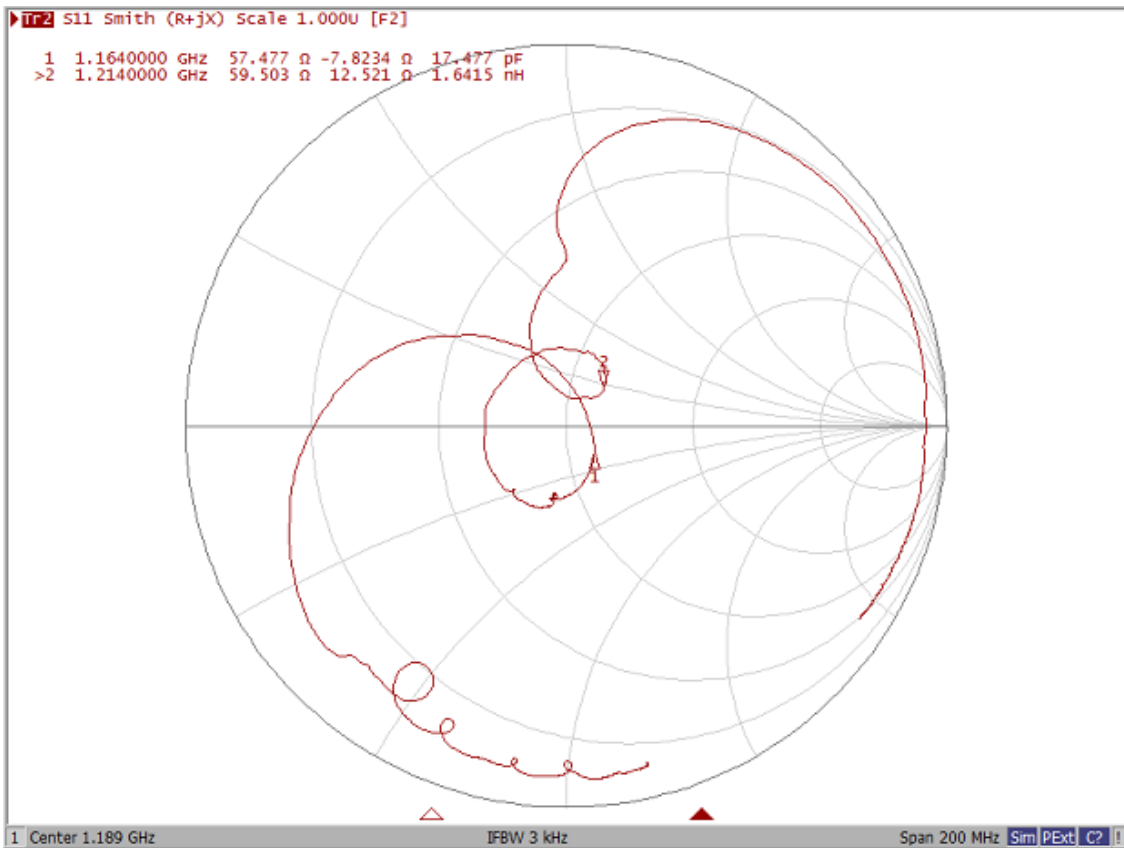 Tr2 S11 Smith (R+jX) Scale 1.000U [F2]
1 1.1640000 GHz 57.477 Ω -7.8234 Ω 17.477 pF
>2 1.2140000 GHz 59.503 Ω 12.521 Ω 1.6415 nH
2
1
1 Center 1.189 GHz IFBW 3 kHz Span 200 MHz Sim PExt C? !